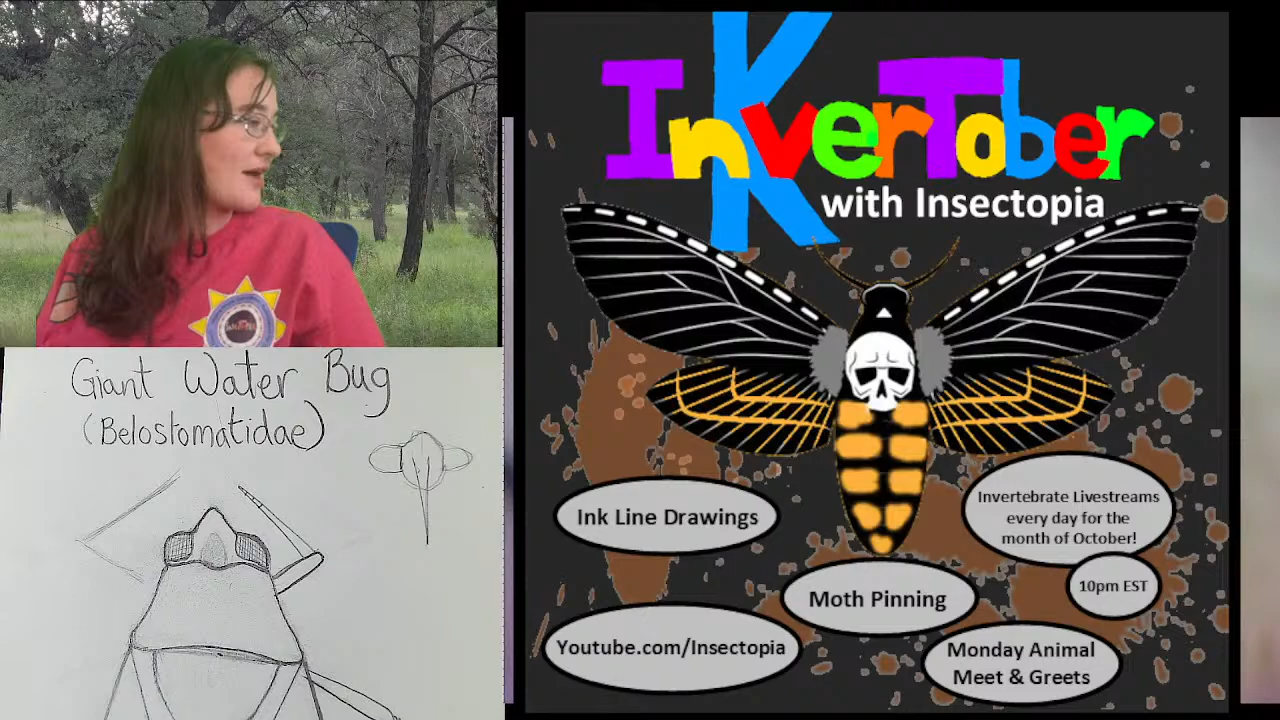 Giant Water Bug
(Belostomatidae)
InKverTober
with Insectopia
Ink Line Drawings
Invertebrate Livestreams
every day for the
month of October!
10pm EST
Moth Pinning
Youtube.com/Insectopia
Monday Animal
Meet & Greets